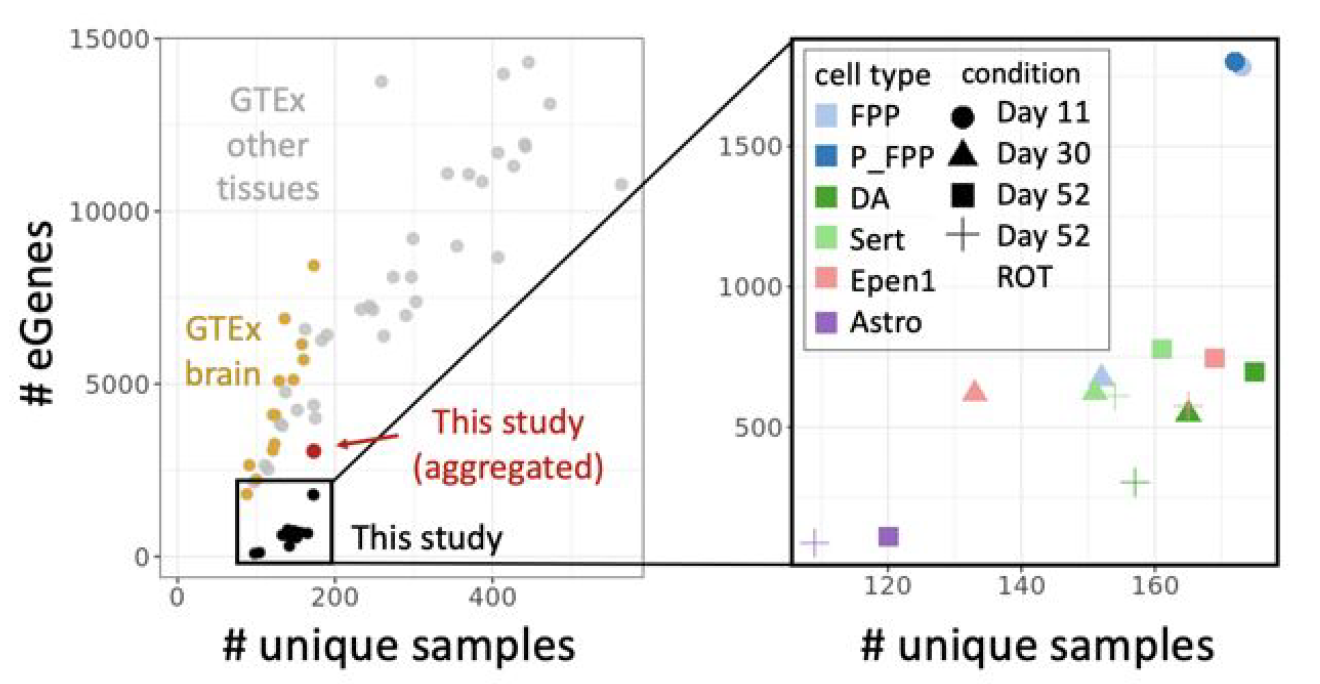 15000
10000
5000
0
0
200
400
# eGenes
# unique samples
GTEx
other
tissues
GTEx
brain
This study
(aggregated)
This study
cell type
FPP
P_FPP
DA
Sert
Epen1
Astro
condition
Day 11
Day 30
Day 52
Day 52
ROT
1500
1000
500
120
140
160
# unique samples